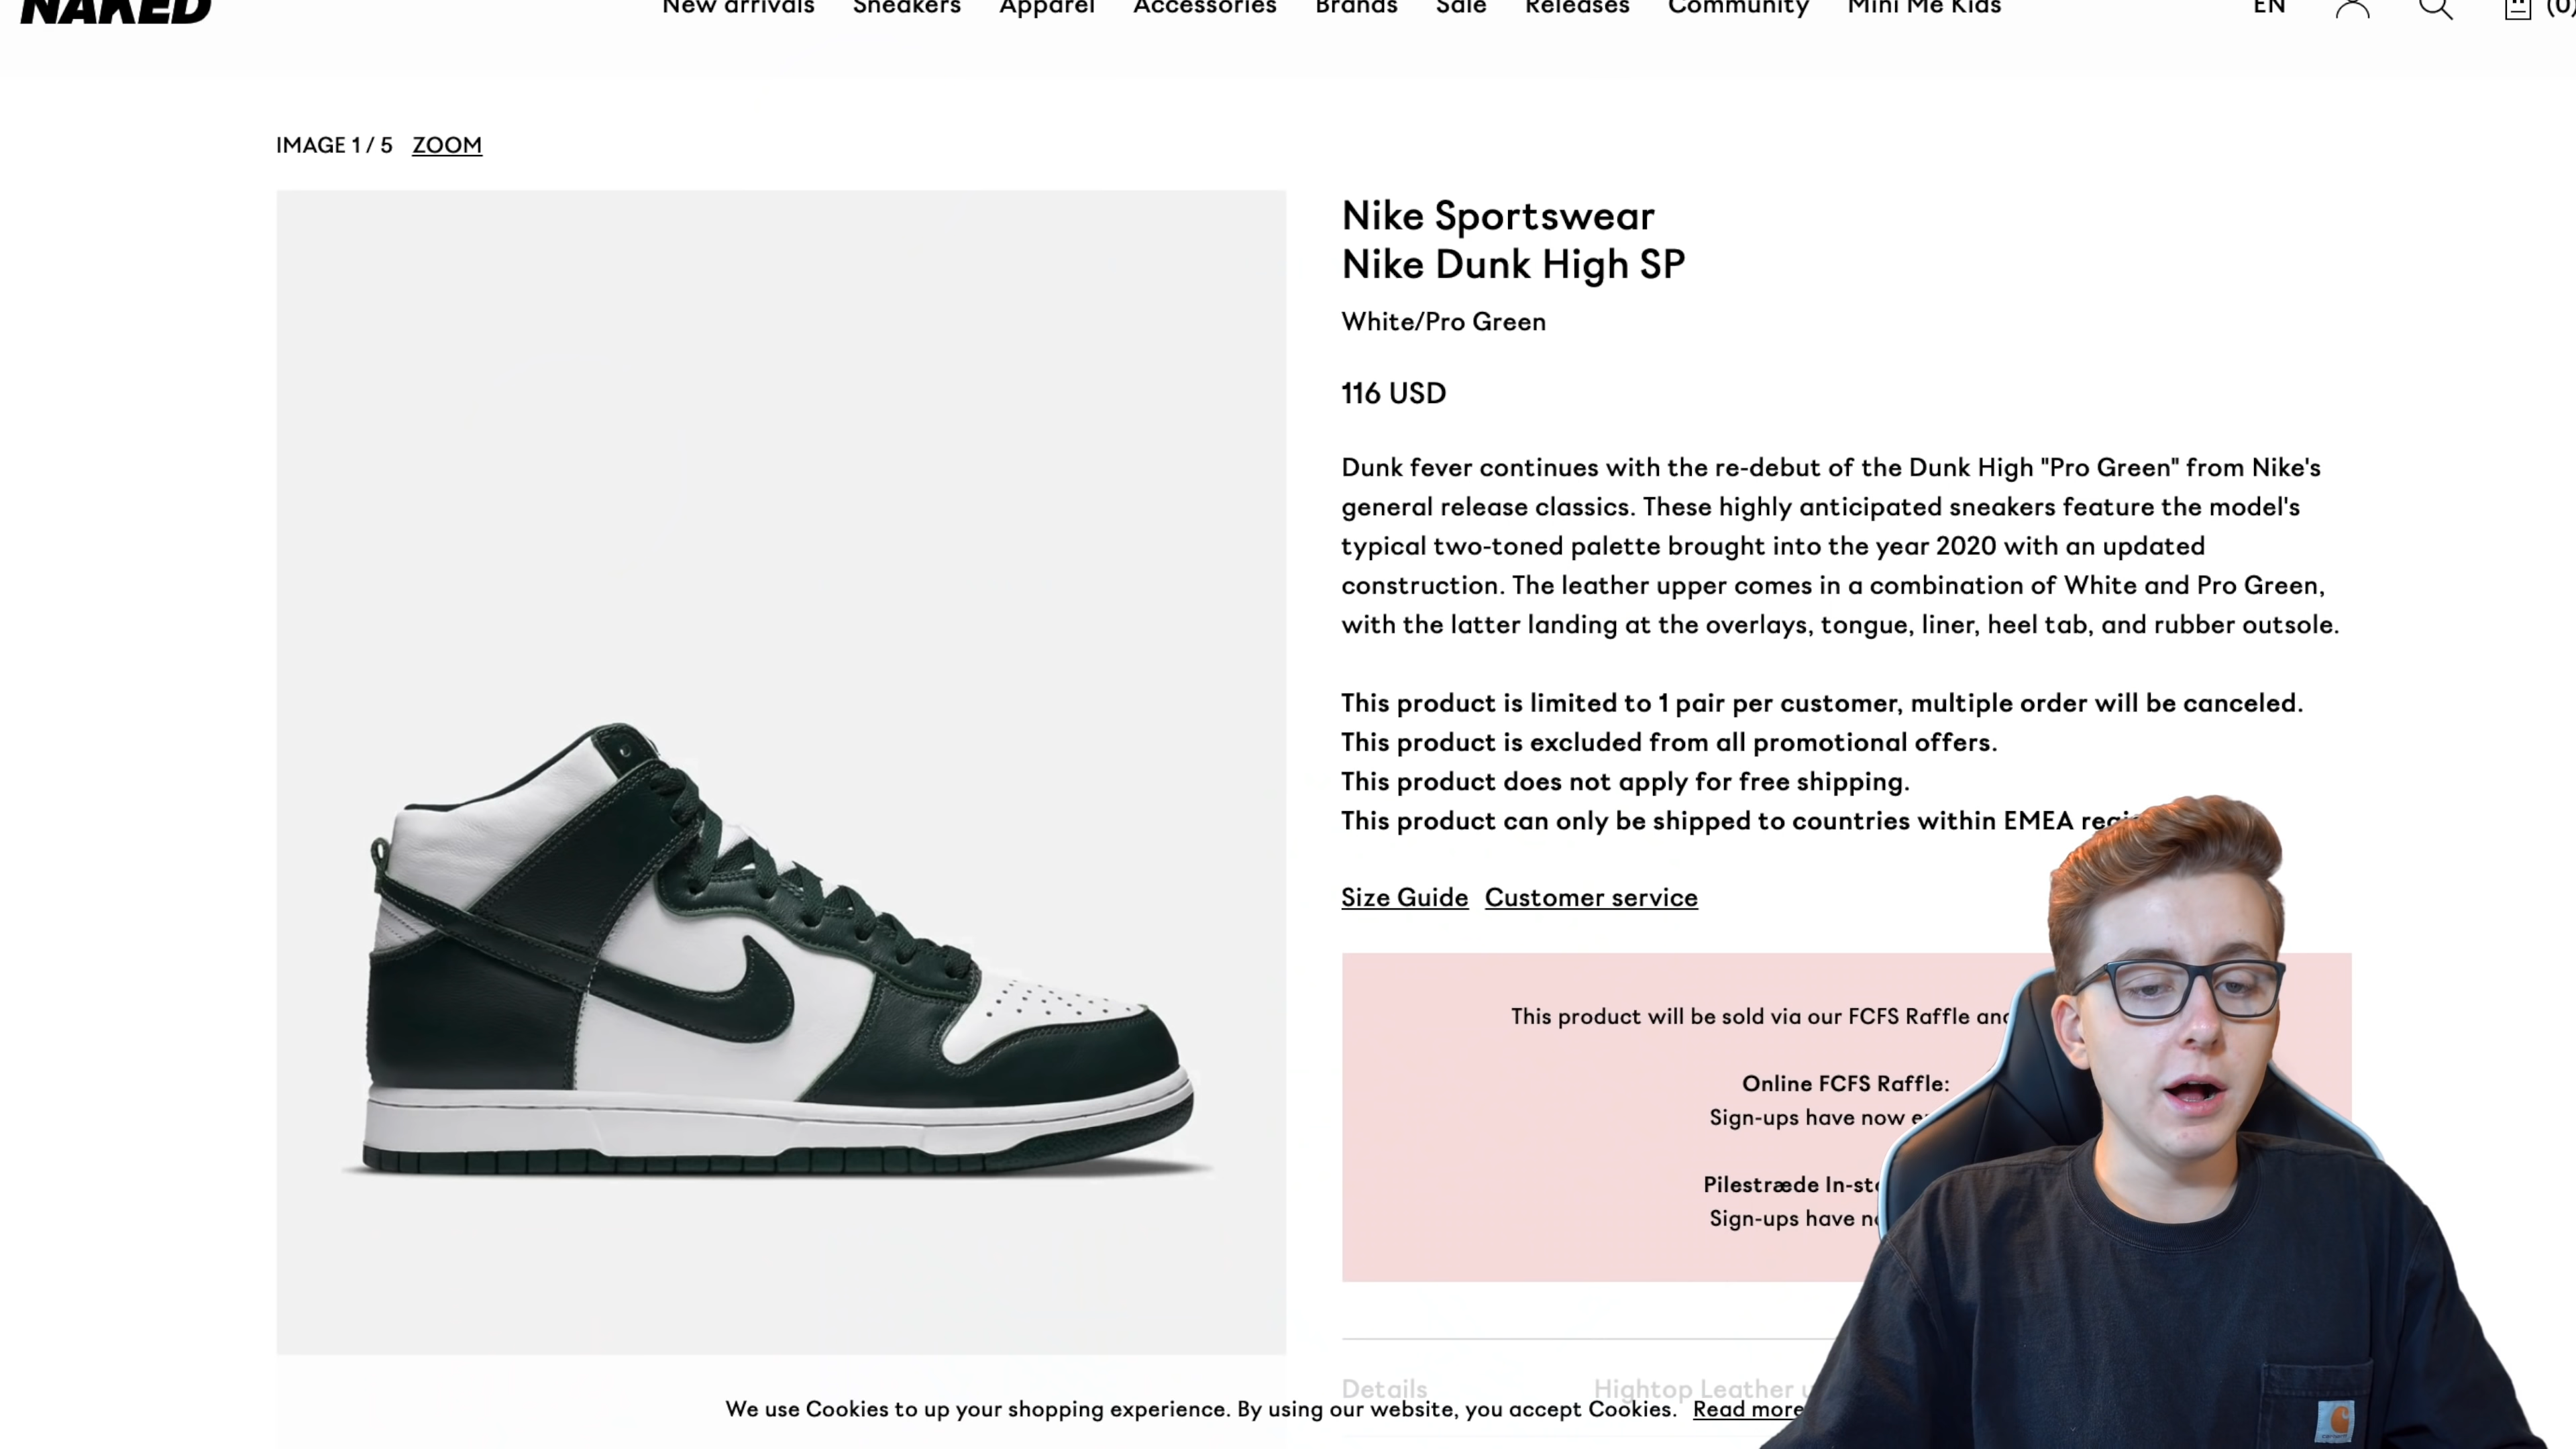 NAKED
New arrivals Sneakers Apparel Accessories Brands Sale Releases Community Mini Me Kids EN (0)
IMAGE 1 / 5 ZOOM
Nike Sportswear
Nike Dunk High SP
White/Pro Green
116 USD
Dunk fever continues with the re-debut of the Dunk High "Pro Green" from Nike's
general release classics. These highly anticipated sneakers feature the model's
typical two-toned palette brought into the year 2020 with an updated
construction. The leather upper comes in a combination of White and Pro Green,
with the latter landing at the overlays, tongue, liner, heel tab, and rubber outsole.
This product is limited to 1 pair per customer, multiple order will be canceled.
This product is excluded from all promotional offers.
This product does not apply for free shipping.
This product can only be shipped to countries within EMEA
Size Guide Customer service
This product will be sold via our FCFS Raffle
Online FCFS Raffle:
Sign-ups have now
Pilestræde
Sign-ups have
Details Hightop Leather
We use Cookies to up your shopping experience. By using our website, you accept Cookies. Read more